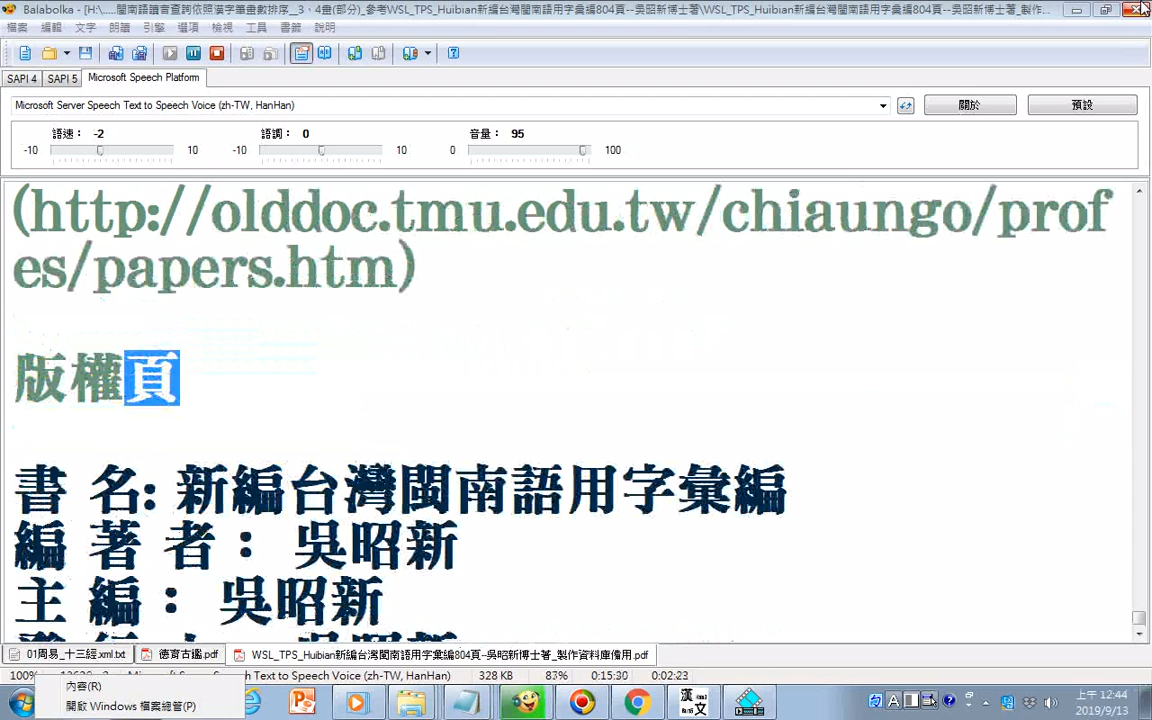 Balabolka - [H:\.....閩南語讀音查詢依照漢字筆畫數排序_3、4畫(部分)_參考WSL_TPS_Huibian新編台灣閩南語用字彙編804頁--吳昭新博士著\WSL_TPS_Huibian新編台灣閩南語用字彙編804頁--吳昭新博士著_製作...
檔案 編輯 文字 朗讀 引擎 選項 檢視 工具 書籤 說明
SAPI 4 SAPI 5 Microsoft Speech Platform
Microsoft Server Speech Text to Speech Voice (zh-TW, HanHan) 關於 預設
語速： -2 語調： 0 音量： 95
-10 10 -10 10 0 100
(http://olddoc.tmu.edu.tw/chiaungo/prof
es/papers.htm)
版權頁
書 名: 新編台灣閩南語用字彙編
編 著 者： 吳昭新
主 編： 吳昭新
01周易_十三經.xml.txt 德育古鑑.pdf WSL_TPS_Huibian新編台灣閩南語用字彙編804頁--吳昭新博士著_製作資料庫備用.pdf
100% Text to Speech Voice (zh-TW, HanHan) 328 KB 83% 0:15:30 0:02:23
內容(R)
開啟 Windows 檔案總管(P)
漢
文
上午 12:44
2019/9/13